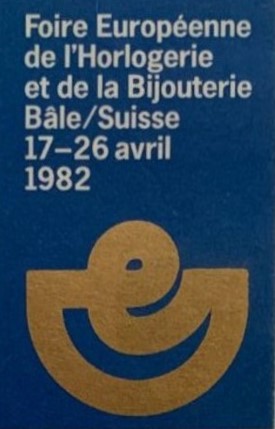 Foire Européenne
de l'Horlogerie
et de la Bijouterie
Bâle/Suisse
17–26 avril
1982
e